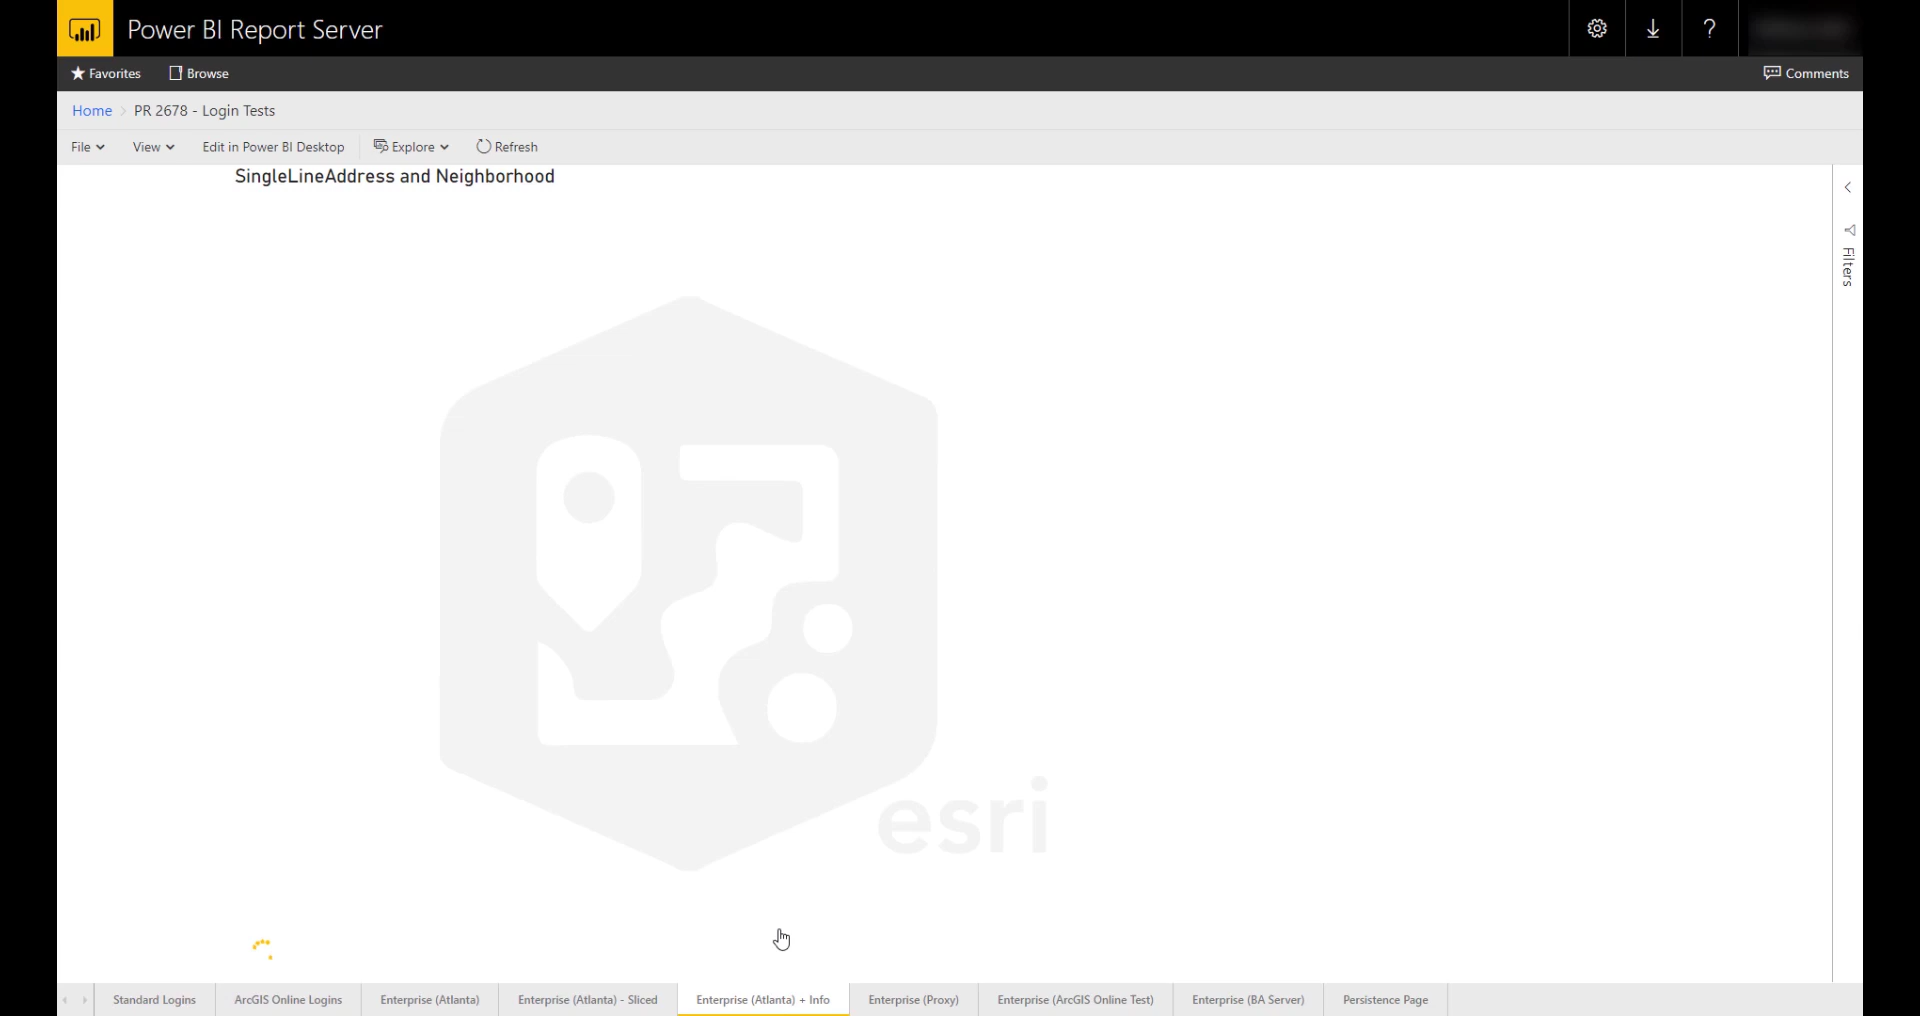 Power BI Report Server
?
Favorites Browse Comments
Home > PR 2678 - Login Tests
File View Edit in Power BI Desktop Explore Refresh
SingleLineAddress and Neighborhood
Filters
esri
Standard Logins ArcGIS Online Logins Enterprise (Atlanta) Enterprise (Atlanta) - Sliced Enterprise (Atlanta) + Info Enterprise (Proxy) Enterprise (ArcGIS Online Test) Enterprise (BA Server) Persistence Page